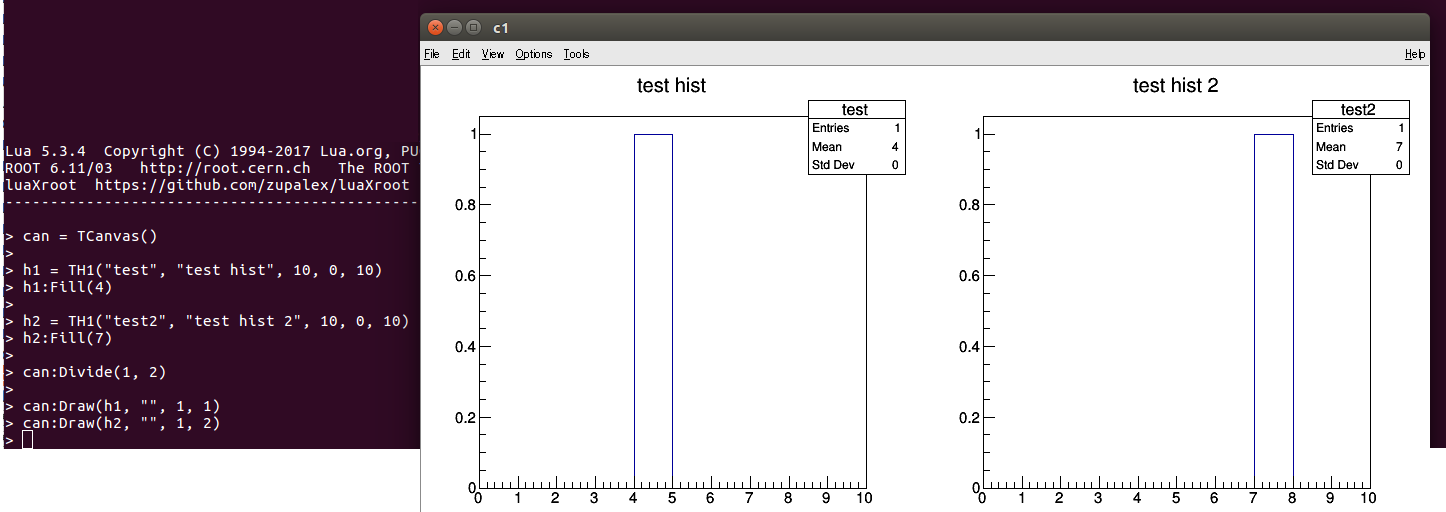 Lua 5.3.4  Copyright (C) 1994-2017 Lua.org, PU
ROOT 6.11/03   http://root.cern.ch   The ROOT
luaXroot  https://github.com/zupalex/luaXroot
-----------------------------------------------
> can = TCanvas()
>
> h1 = TH1("test", "test hist", 10, 0, 10)
> h1:Fill(4)
>
> h2 = TH1("test2", "test hist 2", 10, 0, 10)
> h2:Fill(7)
>
> can:Divide(1, 2)
>
> can:Draw(h1, "", 1, 1)
> can:Draw(h2, "", 1, 2)
>
c1
File Edit View Options Tools Help
test hist
test
Entries 1
Mean 4
Std Dev 0
1
0.8
0.6
0.4
0.2
0
0 1 2 3 4 5 6 7 8 9 10
test hist 2
test2
Entries 1
Mean 7
Std Dev 0
1
0.8
0.6
0.4
0.2
0
0 1 2 3 4 5 6 7 8 9 10